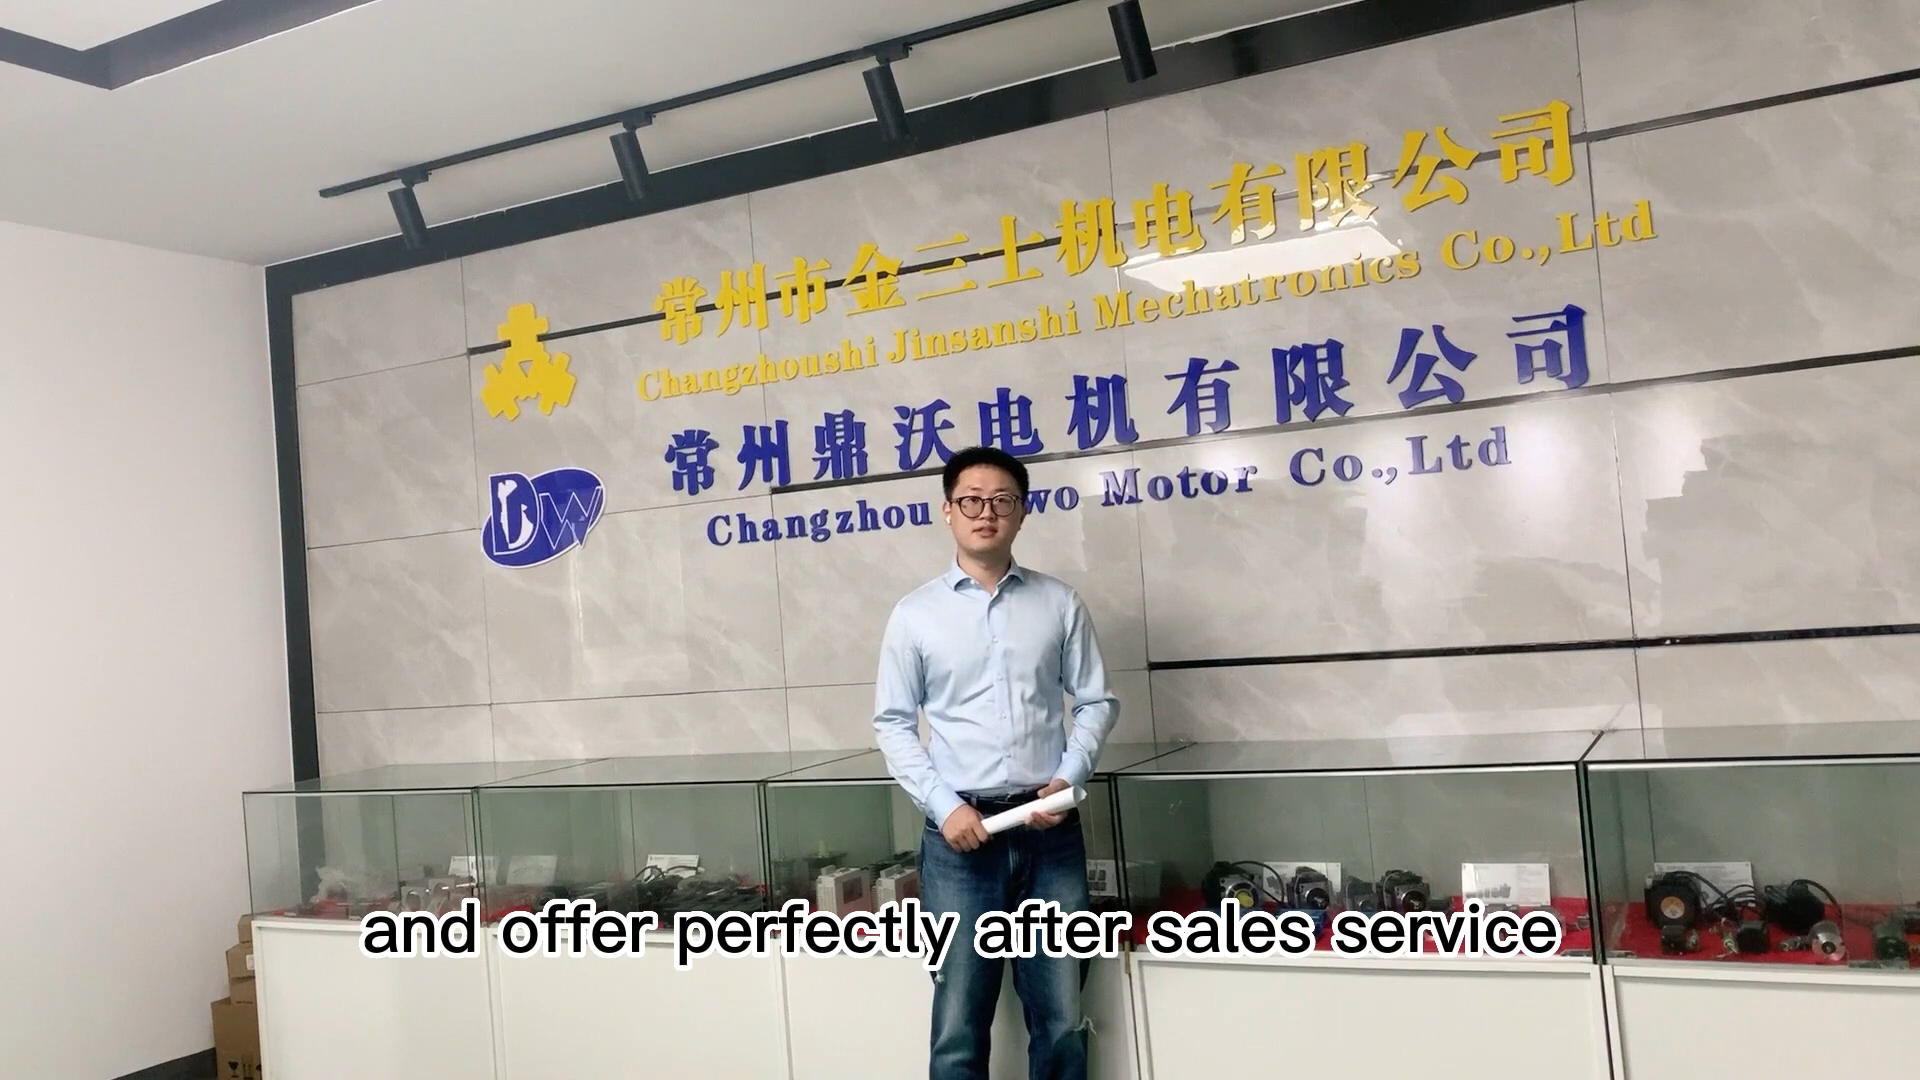 常州市金三士机电有限公司
Changzhoushi Jinsanshi Mechatronics Co.,Ltd
常州鼎沃电机有限公司
DW
Changzhou wo Motor Co.,Ltd
and offer perfectly after sales service